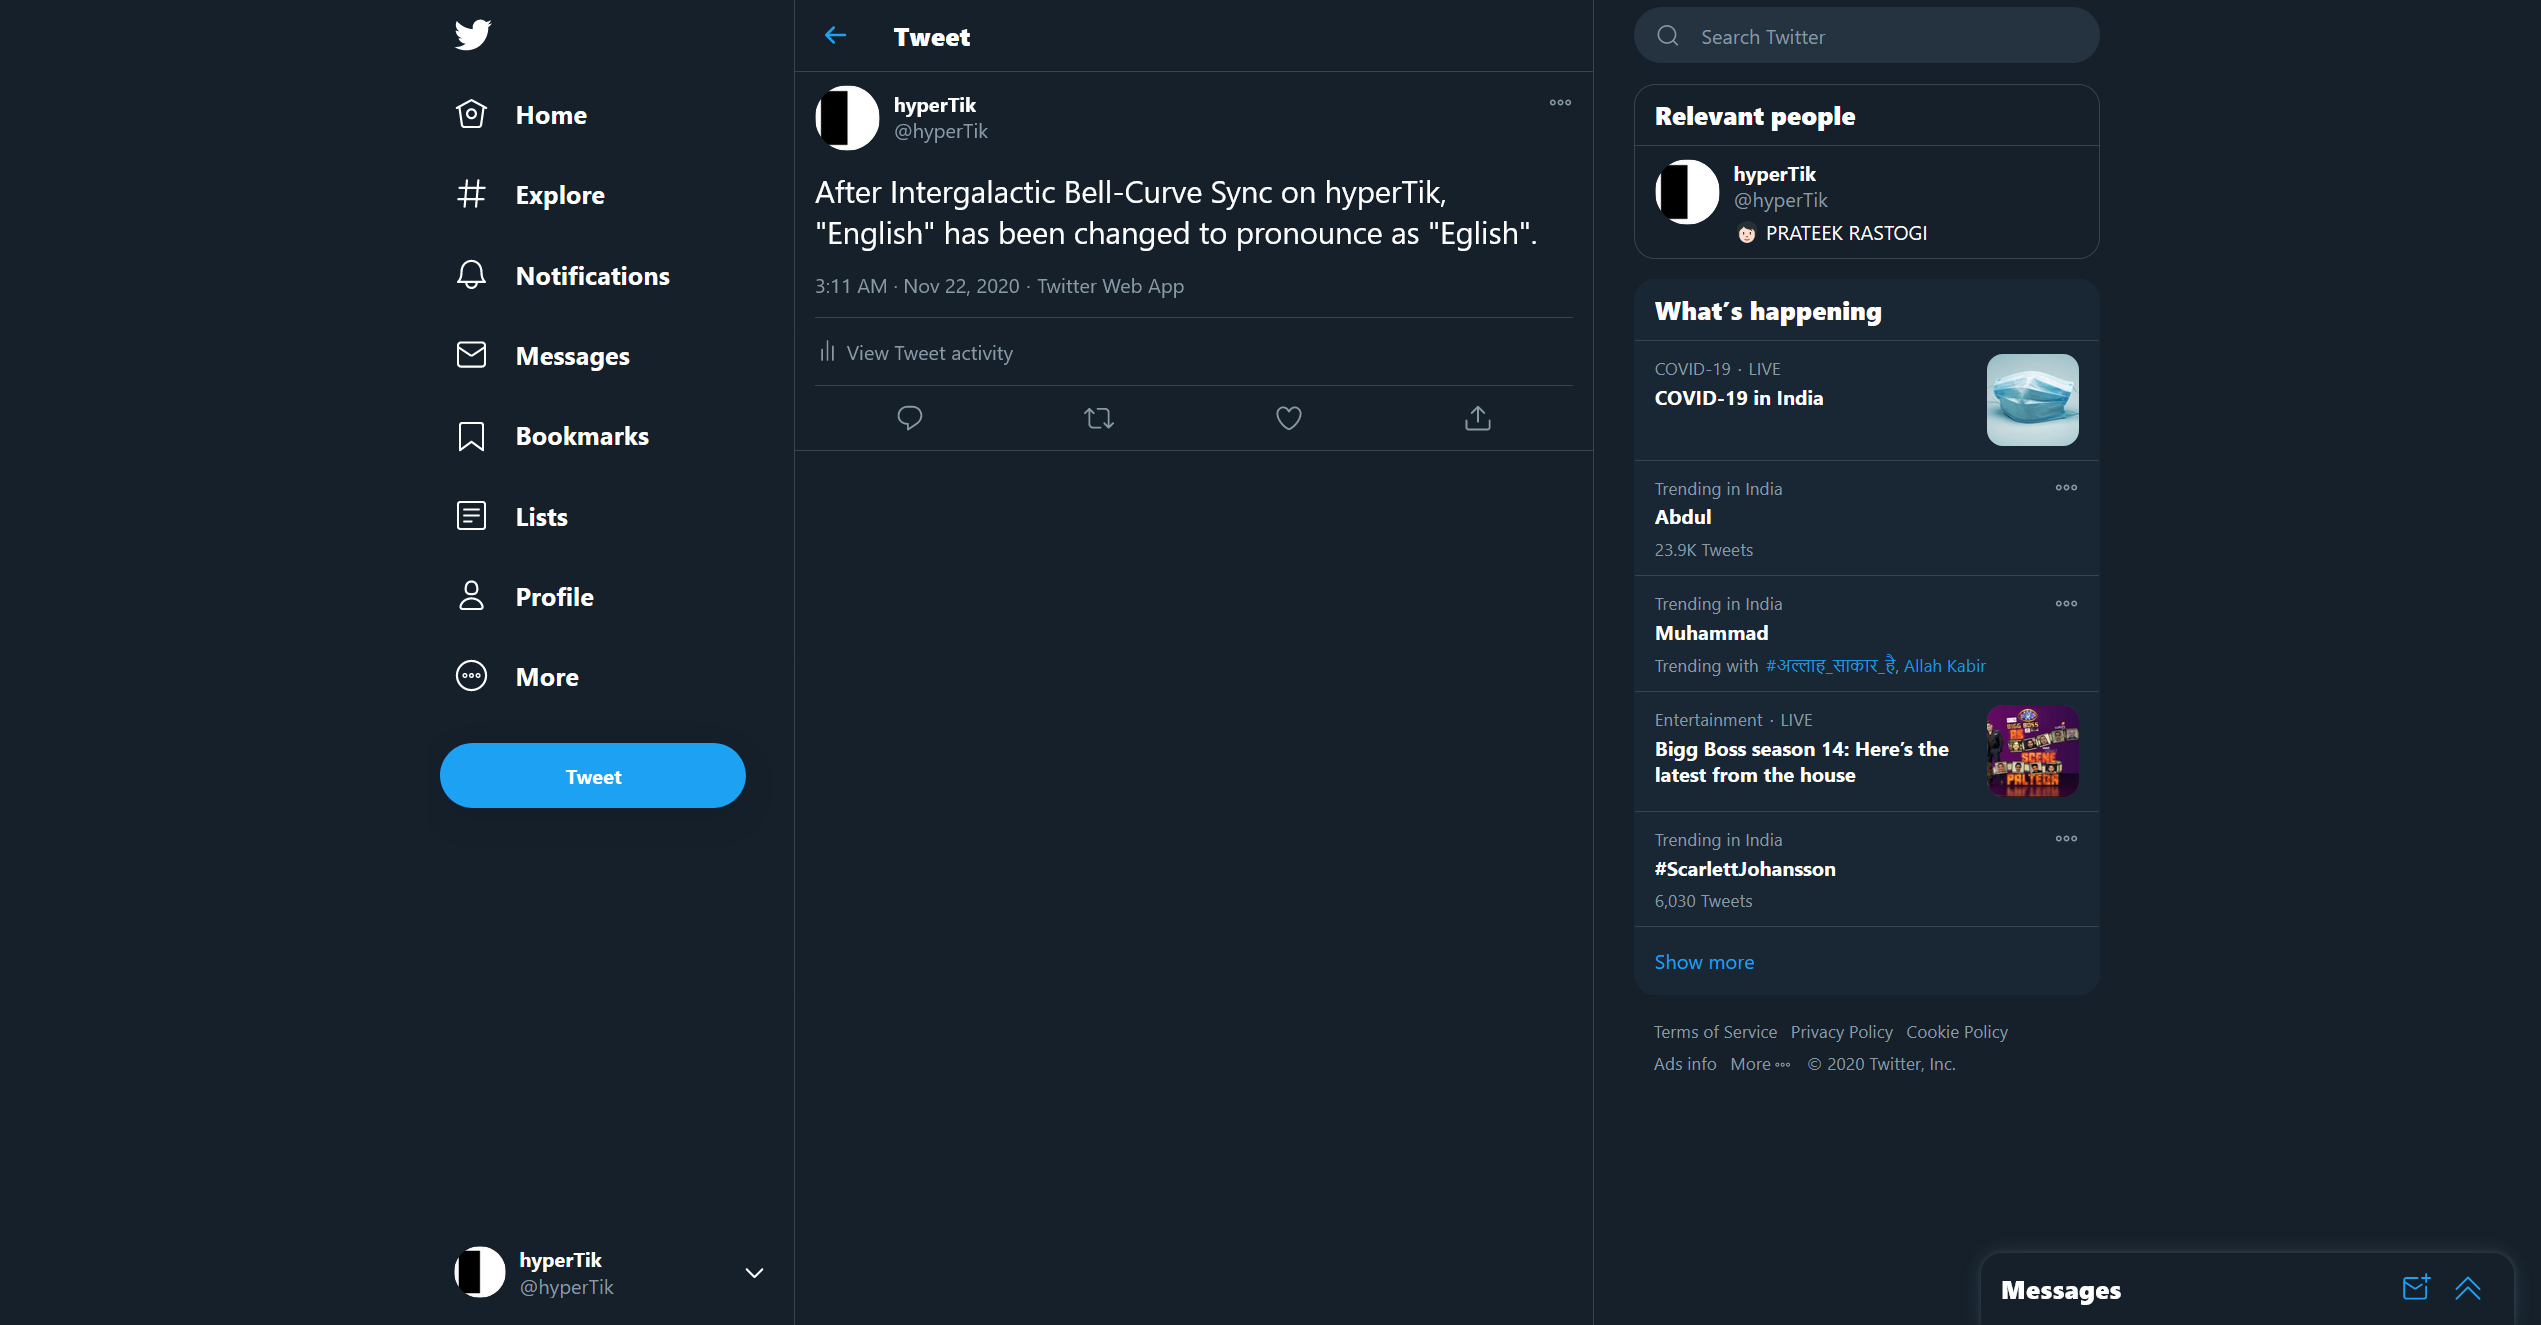 Home
Explore
Notifications
Messages
Bookmarks
Lists
Profile
More
Tweet
hyperTik
@hyperTik
Tweet
hyperTik
@hyperTik
After Intergalactic Bell-Curve Sync on hyperTik,
"English" has been changed to pronounce as "Eglish".
3:11 AM · Nov 22, 2020 · Twitter Web App
View Tweet activity
Search Twitter
Relevant people
hyperTik
@hyperTik
PRATEEK RASTOGI
What's happening
COVID-19 · LIVE
COVID-19 in India
Trending in India
Abdul
23.9K Tweets
Trending in India
Muhammad
Trending with #अल्लाह_साकार_है, Allah Kabir
Entertainment · LIVE
Bigg Boss season 14: Here's the
latest from the house
BIGG BOSS
SCENE
PALTEGA
Trending in India
#ScarlettJohansson
6,030 Tweets
Show more
Terms of Service Privacy Policy Cookie Policy
Ads info More © 2020 Twitter, Inc.
Messages